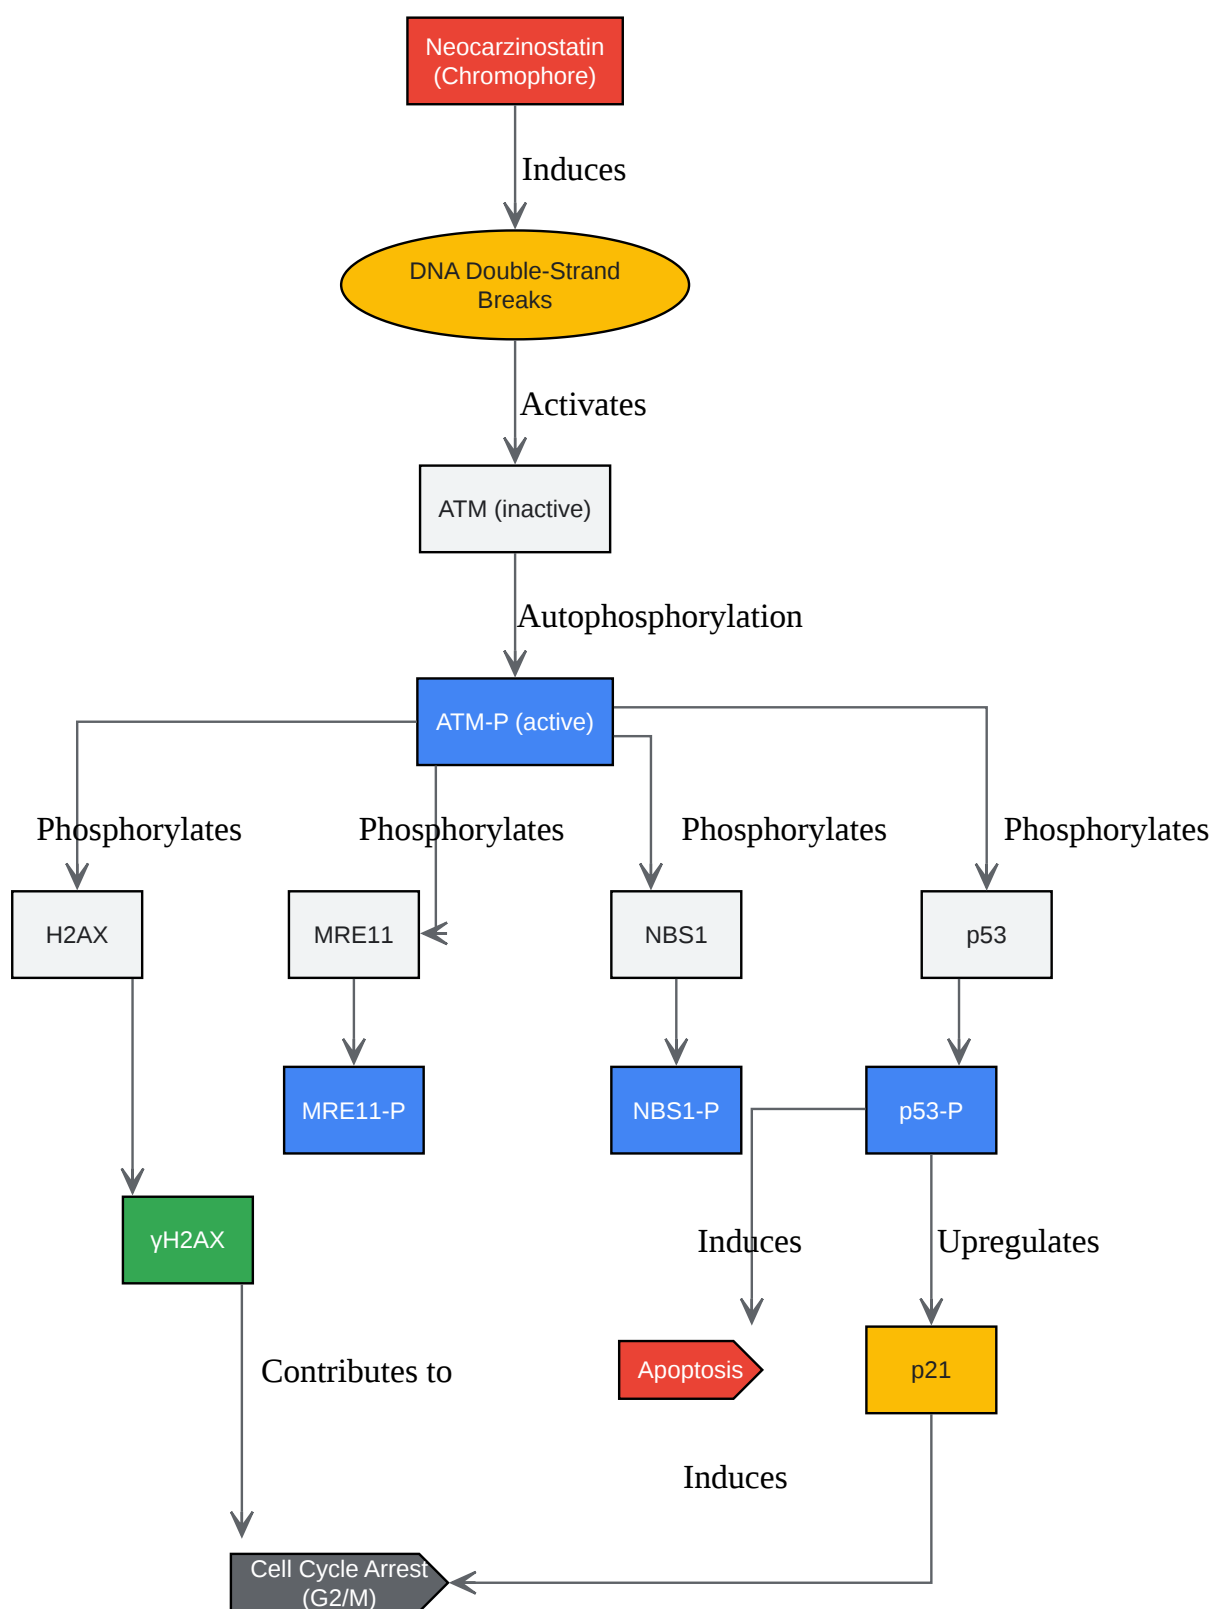 Neocarzinostatin
(Chromophore)
Induces
DNA Double-Strand
Breaks
Activates
ATM (inactive)
Autophosphorylation
ATM-P (active)
Phosphorylates
Phosphorylates
Phosphorylates
Phosphorylates
H2AX
MRE11
NBS1
p53
MRE11-P
NBS1-P
p53-P
γH2AX
Induces
Upregulates
Contributes to
Apoptosis
p21
Induces
Cell Cycle Arrest
(G2/M)